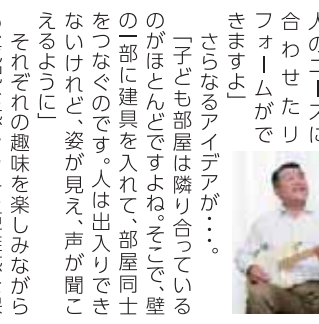 人のニーズに
合わせたリ
フォームがで
きますよ」
さらなるアイデアが・・・。
「子ども部屋は隣り合っている
のがほとんどですよね。そこで、壁
の一部に建具を入れて、部屋同士
をつなぐのです。人は出入りでき
ないけれど、姿が見え、声が聞こ
えるように」
それぞれの趣味を楽しみながら